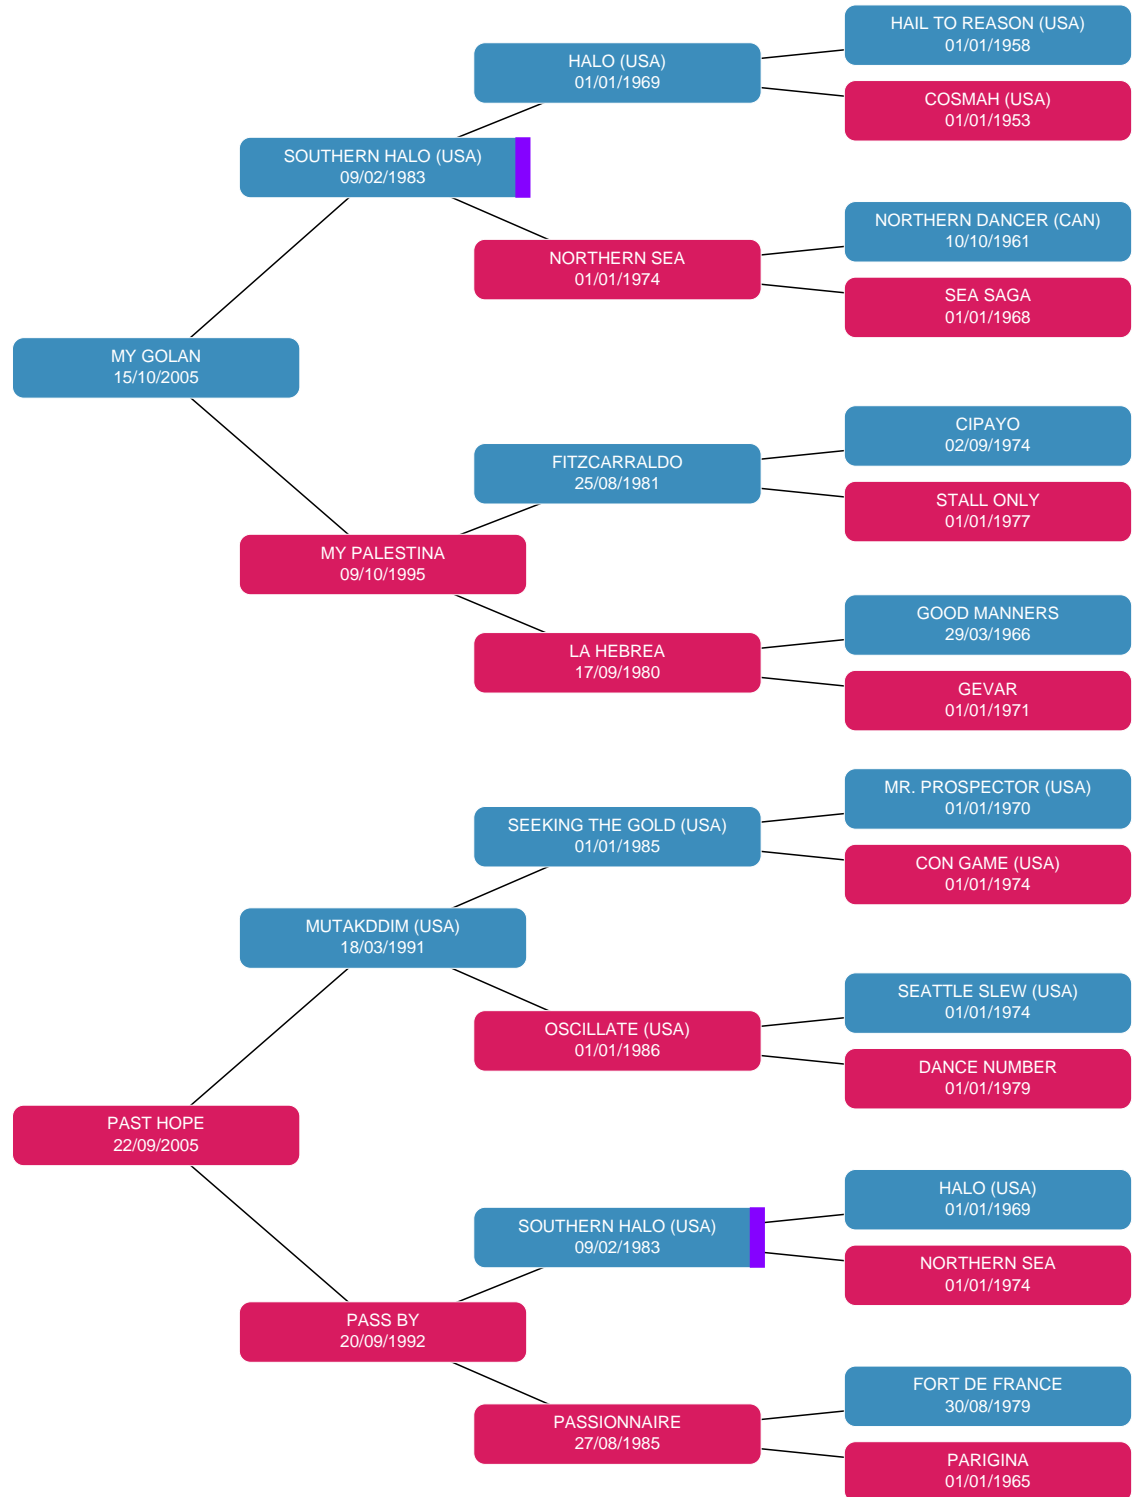 HAIL TO REASON (USA)
01/01/1958
HALO (USA)
01/01/1969
COSMAH (USA)
01/01/1953
SOUTHERN HALO (USA)
09/02/1983
NORTHERN DANCER (CAN)
10/10/1961
NORTHERN SEA
01/01/1974
SEA SAGA
01/01/1968
MY GOLAN
15/10/2005
CIPAYO
02/09/1974
FITZCARRALDO
25/08/1981
STALL ONLY
01/01/1977
MY PALESTINA
09/10/1995
GOOD MANNERS
29/03/1966
LA HEBREA
17/09/1980
GEVAR
01/01/1971
MR. PROSPECTOR (USA)
01/01/1970
SEEKING THE GOLD (USA)
01/01/1985
CON GAME (USA)
01/01/1974
MUTAKDDIM (USA)
18/03/1991
SEATTLE SLEW (USA)
01/01/1974
OSCILLATE (USA)
01/01/1986
DANCE NUMBER
01/01/1979
PAST HOPE
22/09/2005
HALO (USA)
01/01/1969
SOUTHERN HALO (USA)
09/02/1983
NORTHERN SEA
01/01/1974
PASS BY
20/09/1992
FORT DE FRANCE
30/08/1979
PASSIONNAIRE
27/08/1985
PARIGINA
01/01/1965